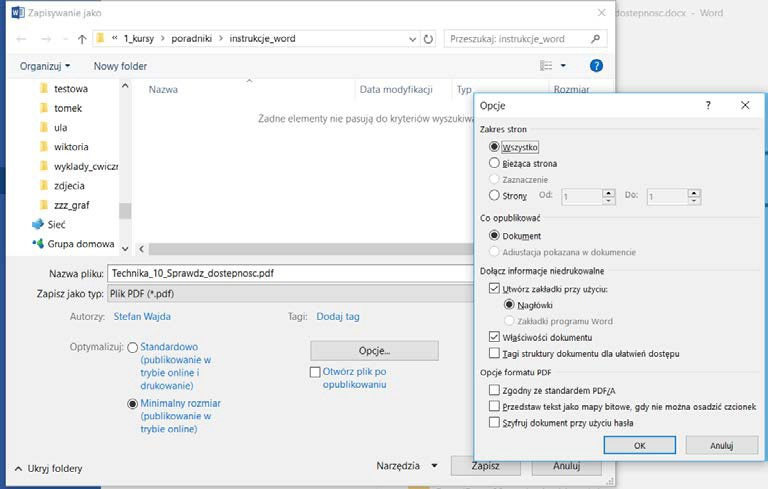 Zapisywanie jako
dostepnosc.docx - Word
« 1_kursy > poradniki > instrukcje_word
Przeszukaj: instrukcje_word
Organizuj
Nowy folder
testowa
tomek
ula
wiktoria
wyklady_cwiczn
zdjecia
zzz_graf
Sieć
Grupa domowa
Nazwa
Data modyfikacji
Typ
Rozmiar
Żadne elementy nie pasują do kryteriów wyszukiwa
Nazwa pliku:
Technika_10_Sprawdz_dostepnosc.pdf
Zapisz jako typ:
Plik PDF (*.pdf)
Autorzy:
Stefan Wajda
Tagi:
Dodaj tag
Optymalizuj:
Standardowo
(publikowanie w
trybie online i
drukowanie)
Minimalny rozmiar
(publikowanie w
trybie online)
Opcje...
Otwórz plik po
opublikowaniu
Ukryj foldery
Narzędzia
Zapisz
Anuluj
Opcje
?
Zakres stron
Wszystko
Bieżąca strona
Zaznaczenie
Strony
Od:
1
Do:
1
Co opublikować
Dokument
Adiustacja pokazana w dokumencie
Dołącz informacje niedrukowalne
Utwórz zakładki przy użyciu:
Nagłówki
Zakładki programu Word
Właściwości dokumentu
Tagi struktury dokumentu dla ułatwień dostępu
Opcje formatu PDF
Zgodny ze standardem PDF/A
Przedstaw tekst jako mapy bitowe, gdy nie można osadzić czcionek
Szyfruj dokument przy użyciu hasła
OK
Anuluj